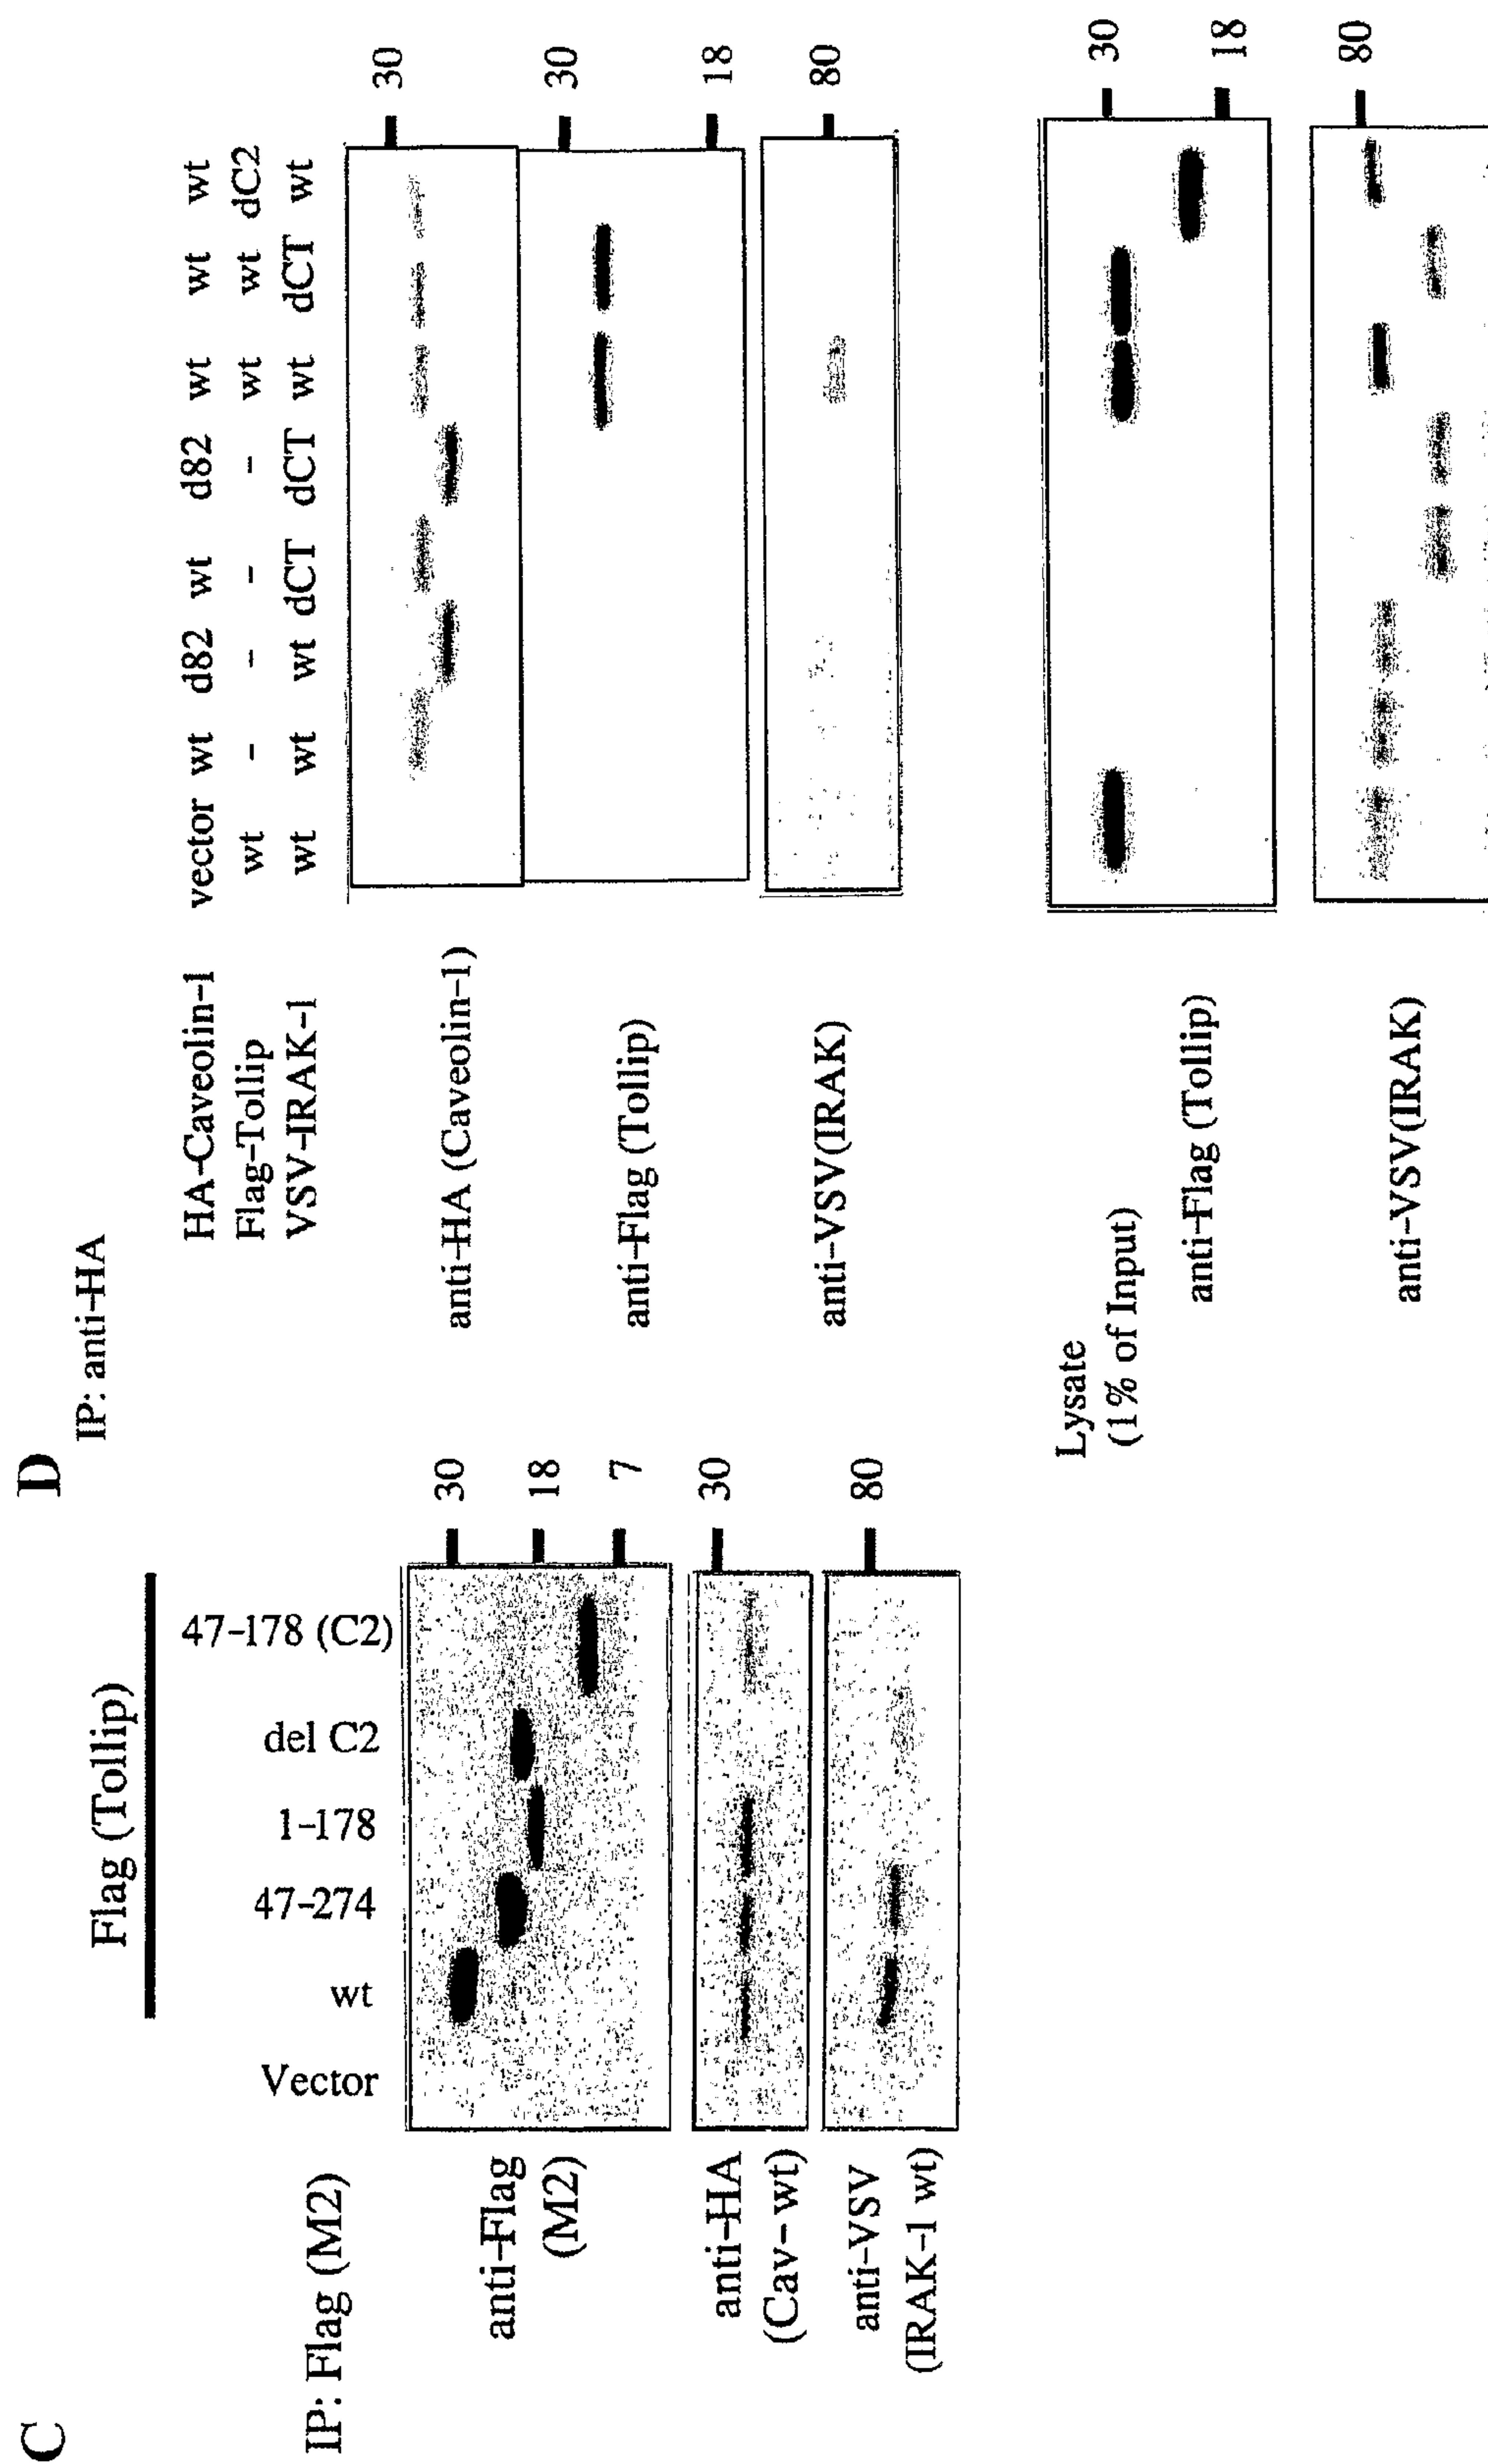 C
Flag (Tollip)
IP: Flag (M2)
Vector wt 47-274 1-178 del C2 47-178 (C2)
anti-Flag
(M2)
30
18
7
anti-HA
(Cav- wt)
30
anti-VSV
(IRAK-1 wt)
80
D
IP: anti-HA
HA-Caveolin-1 vector wt d82 wt d82 wt wt wt
Flag-Tollip wt - - - - wt wt dC2
VSV-IRAK-1 wt wt wt dCT dCT wt dCT wt
anti-HA (Caveolin-1)
30
anti-Flag (Tollip)
30
18
anti-VSV(IRAK)
80
Lysate
(1% of Input)
anti-Flag (Tollip)
30
18
anti-VSV(IRAK)
80